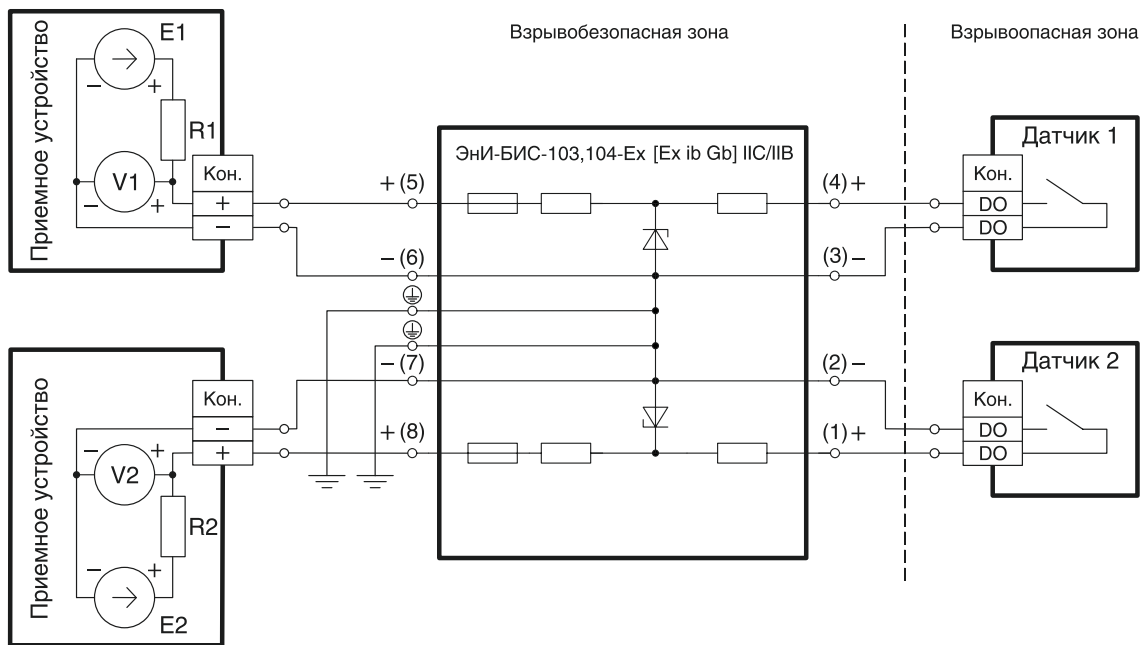 Взрывобезопасная зона
Взрывоопасная зона
Приемное устройство
E1
− +
R1
V1
− +
Кон.
+
−
ЭнИ-БИС-103,104-Ex [Ex ib Gb] IIC/IIB
+ (5)
− (6)
(4) +
(3) −
Датчик 1
Кон.
DO
DO
Приемное устройство
Кон.
−
+
− +
V2
R2
− +
E2
− (7)
+ (8)
(2) −
(1) +
Датчик 2
Кон.
DO
DO